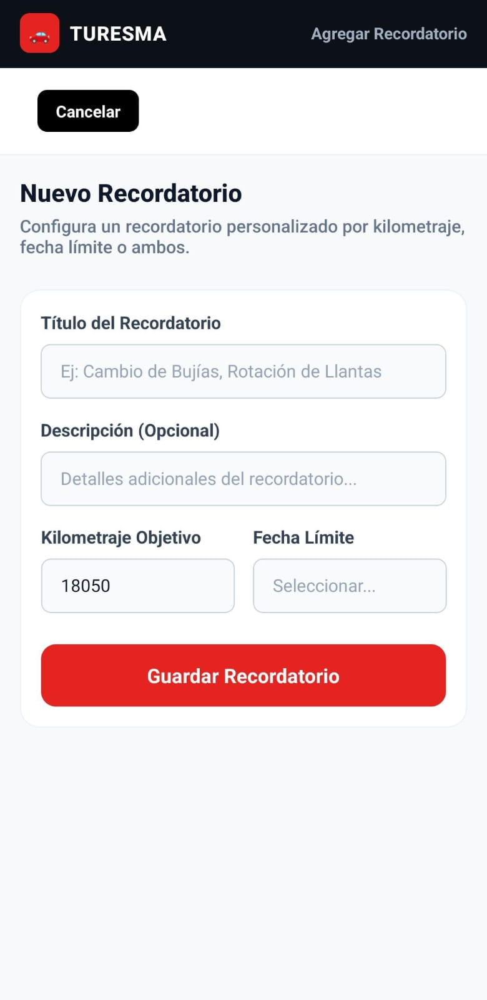 TURESMA
Agregar Recordatorio
Cancelar
Nuevo Recordatorio
Configura un recordatorio personalizado por kilometraje,
fecha límite o ambos.
Título del Recordatorio
Ej: Cambio de Bujías, Rotación de Llantas
Descripción (Opcional)
Detalles adicionales del recordatorio...
Kilometraje Objetivo
Fecha Límite
18050
Seleccionar...
Guardar Recordatorio